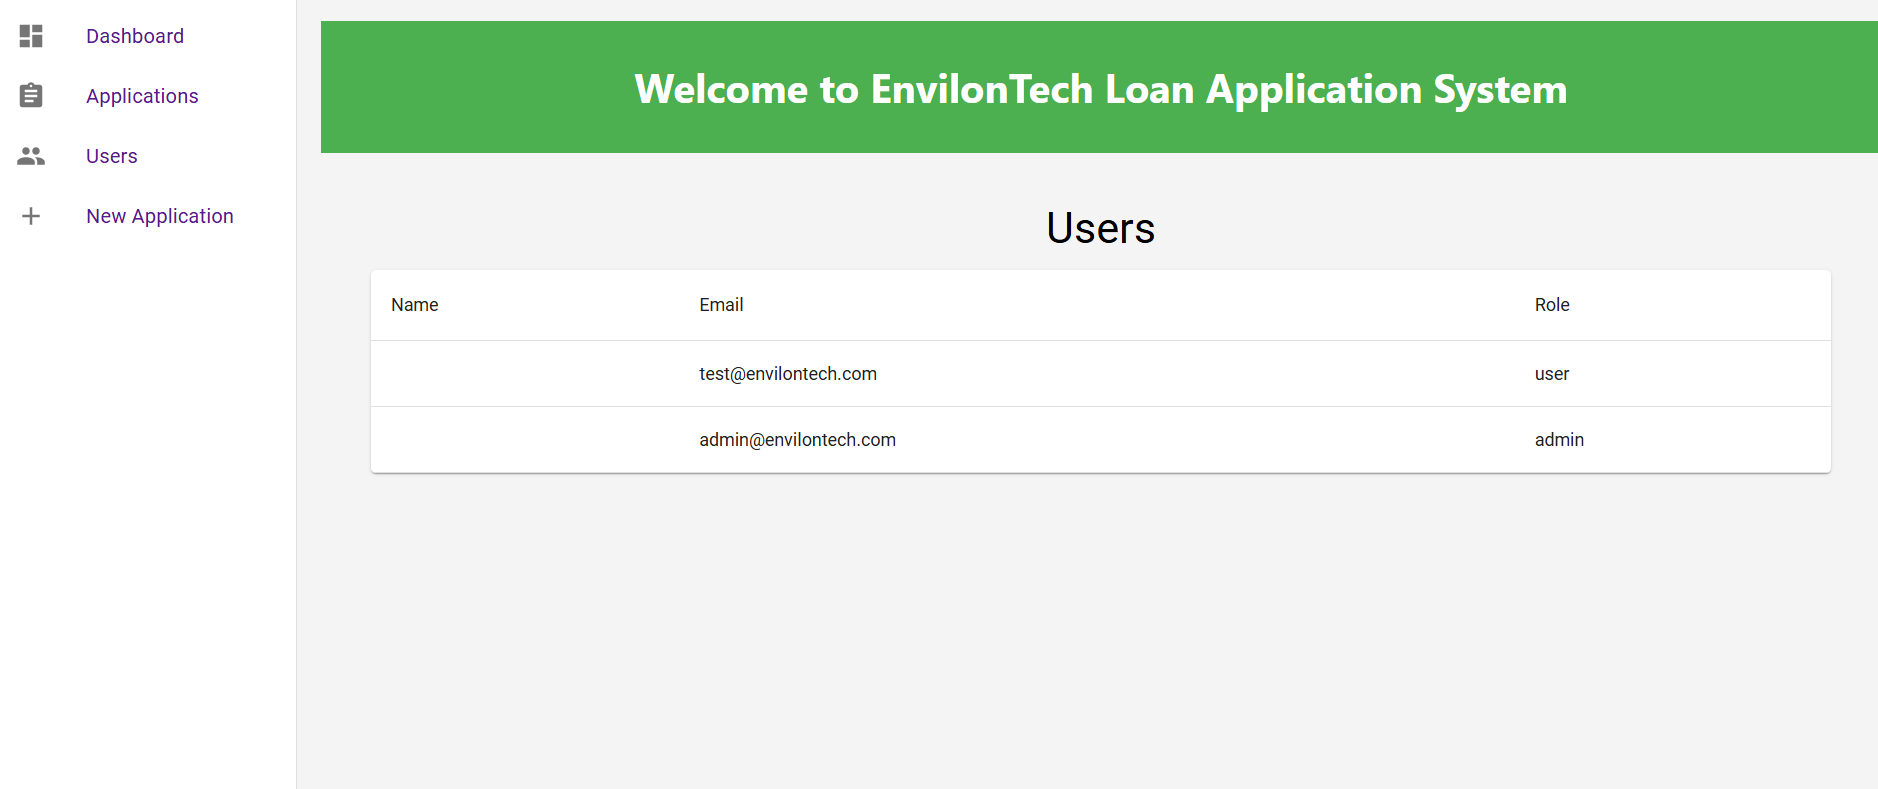 Dashboard
Applications
Users
New Application
Welcome to EnvilonTech Loan Application System
Users
Name Email Role
test@envilontech.com user
admin@envilontech.com admin